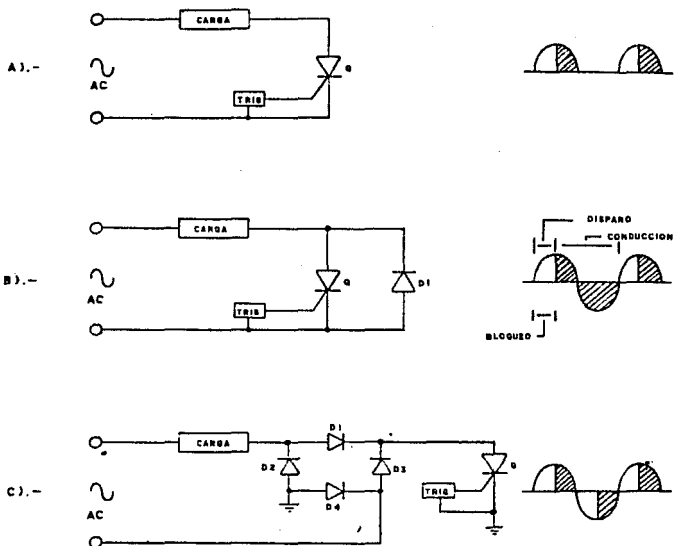 CARGA
A).-
AC
Q
TRIG
DISPARO
CONDUCCION
CARGA
B).-
AC
Q
D1
TRIG
BLOQUEO
D1
CARGA
D2
D3
Q
C).-
TRIG
AC
D4